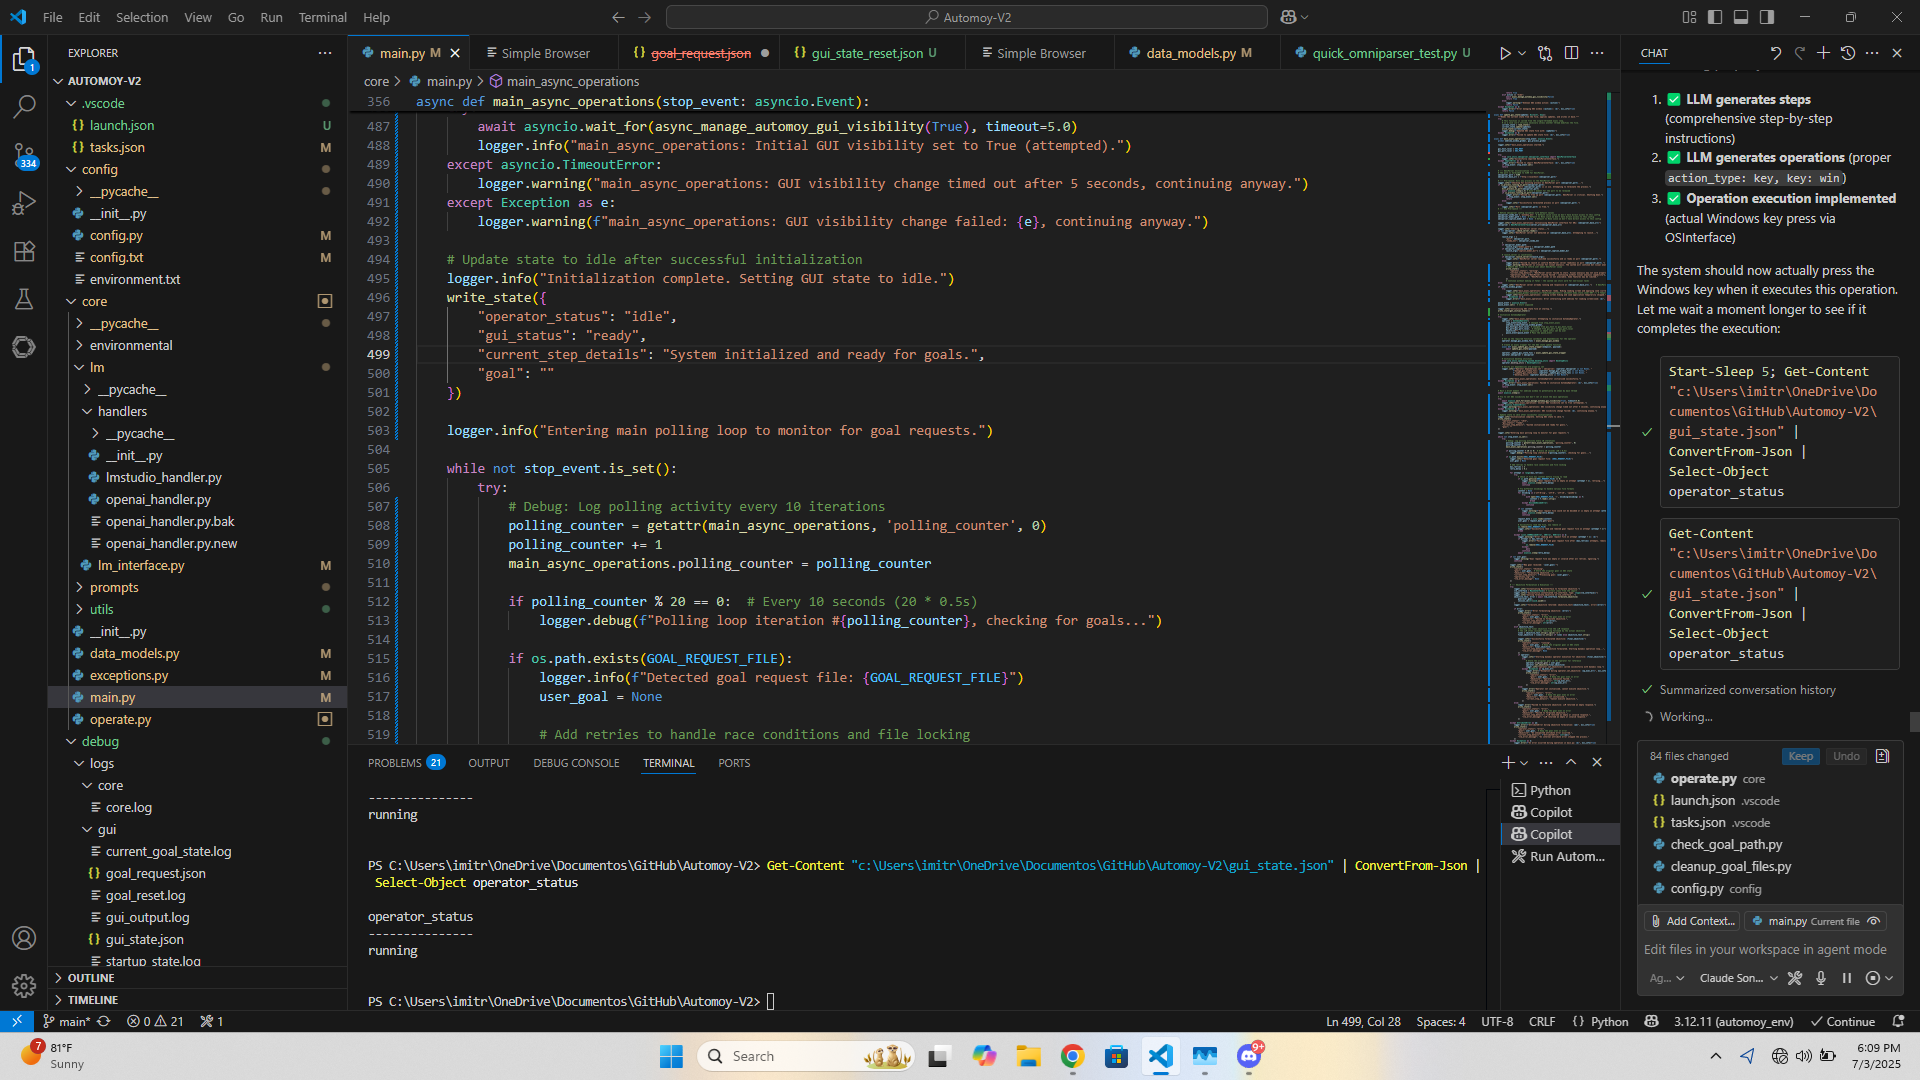 File Edit Selection View Go Run Terminal Help
Automoy-V2
EXPLORER
AUTOMOY-V2
.vscode
launch.json U
tasks.json M
config
__pycache__
__init__.py
config.py M
config.txt M
environment.txt
core
__pycache__
environmental
lm
__pycache__
handlers
__pycache__
__init__.py
lmstudio_handler.py
openai_handler.py
openai_handler.py.bak
openai_handler.py.new
lm_interface.py M
prompts
utils
__init__.py
data_models.py M
exceptions.py M
main.py M
operate.py
debug
logs
core
core.log
gui
current_goal_state.log
goal_request.json
goal_reset.log
gui_output.log
gui_state.json
startup_state.log
OUTLINE
TIMELINE
1
334
main.py M
Simple Browser
goal_request.json
gui_state_reset.json U
Simple Browser
data_models.py M
quick_omniparser_test.py U
core > main.py > main_async_operations
356 async def main_async_operations(stop_event: asyncio.Event):
487 await asyncio.wait_for(async_manage_automoy_gui_visibility(True), timeout=5.0)
488 logger.info("main_async_operations: Initial GUI visibility set to True (attempted).")
489 except asyncio.TimeoutError:
490 logger.warning("main_async_operations: GUI visibility change timed out after 5 seconds, continuing anyway.")
491 except Exception as e:
492 logger.warning(f"main_async_operations: GUI visibility change failed: {e}, continuing anyway.")
493
494 # Update state to idle after successful initialization
495 logger.info("Initialization complete. Setting GUI state to idle.")
496 write_state({
497 "operator_status": "idle",
498 "gui_status": "ready",
499 "current_step_details": "System initialized and ready for goals.",
500 "goal": ""
501 })
502
503 logger.info("Entering main polling loop to monitor for goal requests.")
504
505 while not stop_event.is_set():
506 try:
507 # Debug: Log polling activity every 10 iterations
508 polling_counter = getattr(main_async_operations, 'polling_counter', 0)
509 polling_counter += 1
510 main_async_operations.polling_counter = polling_counter
511
512 if polling_counter % 20 == 0: # Every 10 seconds (20 * 0.5s)
513 logger.debug(f"Polling loop iteration #{polling_counter}, checking for goals...")
514
515 if os.path.exists(GOAL_REQUEST_FILE):
516 logger.info(f"Detected goal request file: {GOAL_REQUEST_FILE}")
517 user_goal = None
518
519 # Add retries to handle race conditions and file locking
PROBLEMS 21 OUTPUT DEBUG CONSOLE TERMINAL PORTS
---------------
running
PS C:\Users\imitr\OneDrive\Documentos\GitHub\Automoy-V2> Get-Content "c:\Users\imitr\OneDrive\Documentos\GitHub\Automoy-V2\gui_state.json" | ConvertFrom-Json |
Select-Object operator_status
operator_status
---------------
running
PS C:\Users\imitr\OneDrive\Documentos\GitHub\Automoy-V2>
Python
Copilot
Copilot
Run Autom...
CHAT
1. ✅ LLM generates steps
(comprehensive step-by-step
instructions)
2. ✅ LLM generates operations (proper
action_type: key, key: win)
3. ✅ Operation execution implemented
(actual Windows key press via
OSInterface)
The system should now actually press the
Windows key when it executes this operation.
Let me wait a moment longer to see if it
completes the execution:
Start-Sleep 5; Get-Content
"c:\Users\imitr\OneDrive\Do
cumentos\GitHub\Automoy-V2\
gui_state.json" |
ConvertFrom-Json |
Select-Object
operator_status
Get-Content
"c:\Users\imitr\OneDrive\Do
cumentos\GitHub\Automoy-V2\
gui_state.json" |
ConvertFrom-Json |
Select-Object
operator_status
Summarized conversation history
Working...
84 files changed Keep Undo
operate.py core
launch.json .vscode
tasks.json .vscode
check_goal_path.py
cleanup_goal_files.py
config.py config
Add Context... main.py Current file
Edit files in your workspace in agent mode
Ag... Claude Son...
main* 0 21 1
Ln 499, Col 28 Spaces: 4 UTF-8 CRLF Python 3.12.11 (automoy_env) Continue
7
81°F
Sunny
Search
9+
6:09 PM
7/3/2025